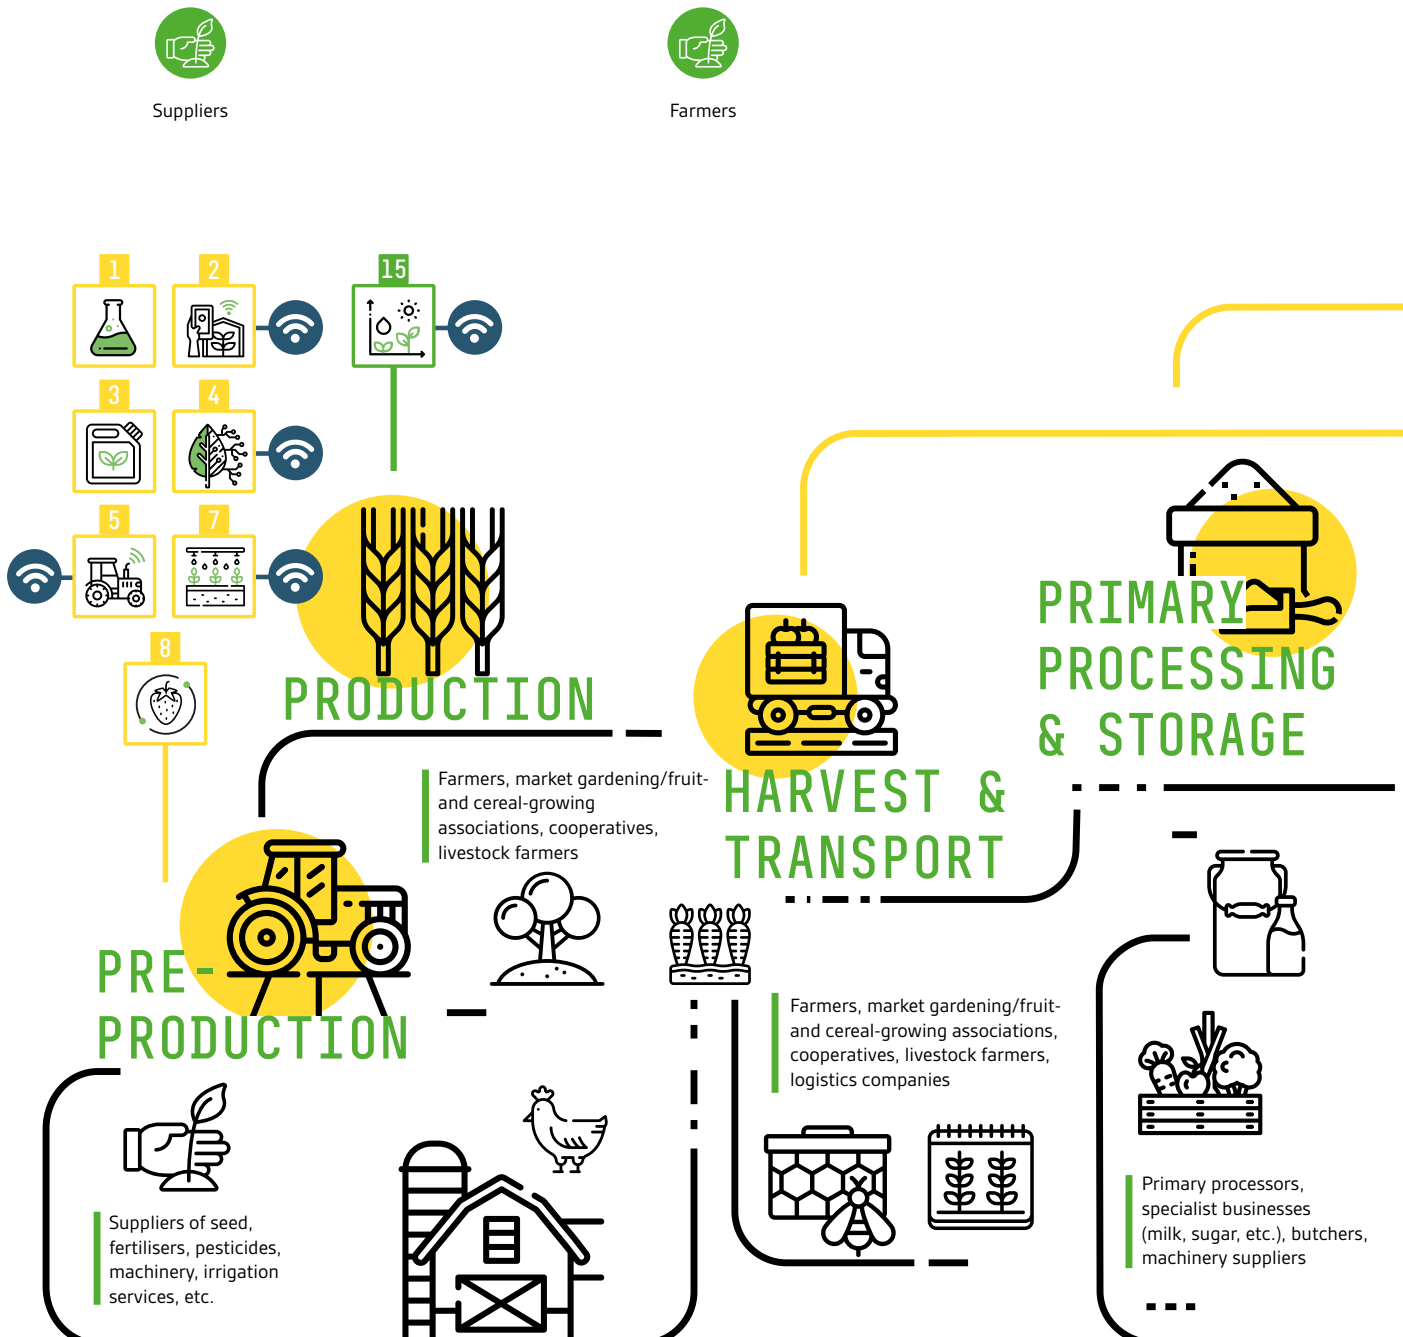 Suppliers
Farmers
1
2
15
3
4
5
7
8
PRODUCTION
Farmers, market gardening/fruit-
and cereal-growing
associations, cooperatives,
livestock farmers
PRE-
PRODUCTION
Suppliers of seed,
fertilisers, pesticides,
machinery, irrigation
services, etc.
HARVEST &
TRANSPORT
Farmers, market gardening/fruit-
and cereal-growing associations,
cooperatives, livestock farmers,
logistics companies
PRIMARY
PROCESSING
& STORAGE
Primary processors,
specialist businesses
(milk, sugar, etc.), butchers,
machinery suppliers